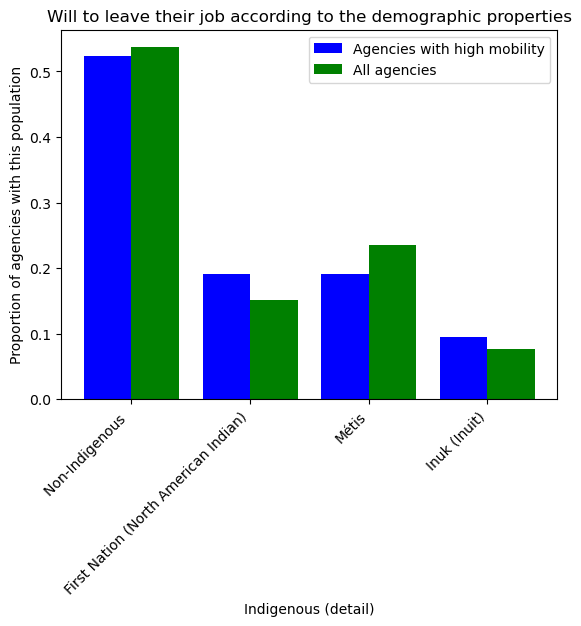 Will to leave their job according to the demographic properties
Agencies with high mobility
All agencies
Proportion of agencies with this population
0.5
0.4
0.3
0.2
0.1
0.0
Non-Indigenous
First Nation (North American Indian)
Métis
Inuk (Inuit)
Indigenous (detail)